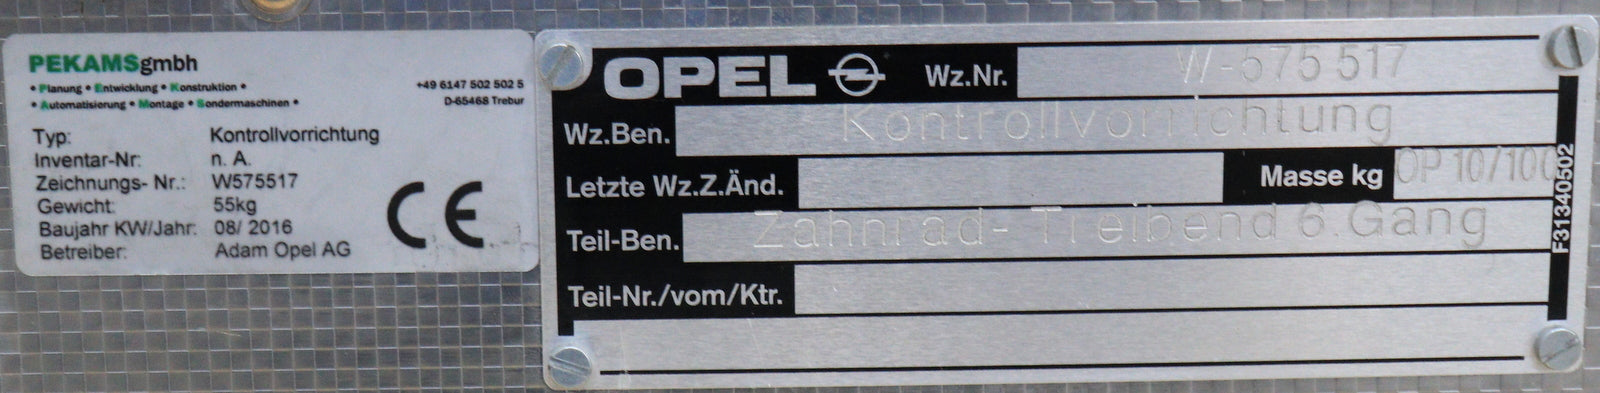 PEKAMSgmbh
• Planung • Entwicklung • Konstruktion •
• Automatisierung • Montage • Sondermaschinen •
+49 6147 502 502 5
D-65468 Trebur
Typ: Kontrollvorrichtung
Inventar-Nr: n. A.
Zeichnungs- Nr.: W575517
Gewicht: 55kg
Baujahr KW/Jahr: 08/ 2016
Betreiber: Adam Opel AG
CE
OPEL Wz.Nr. W-575 517
Wz.Ben. Kontrollvorrichtung
Letzte Wz.Z.Änd. Masse kg OP 10/100
Teil-Ben. Zahnrad- Treibend 6.Gang
Teil-Nr./vom/Ktr.
F31340502